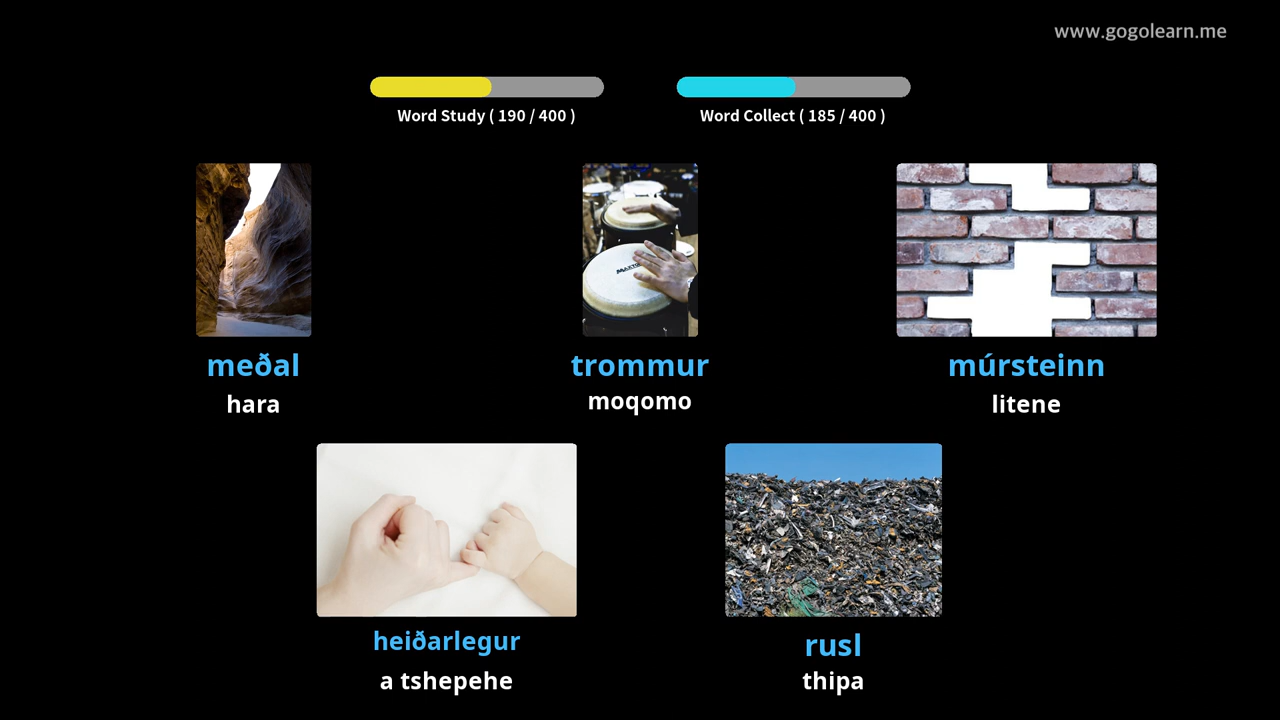 www.gogolearn.me
Word Study ( 190 / 400 )
Word Collect ( 185 / 400 )
meðal
hara
trommur
moqomo
múrsteinn
litene
heiðarlegur
a tshepehe
rusl
thipa